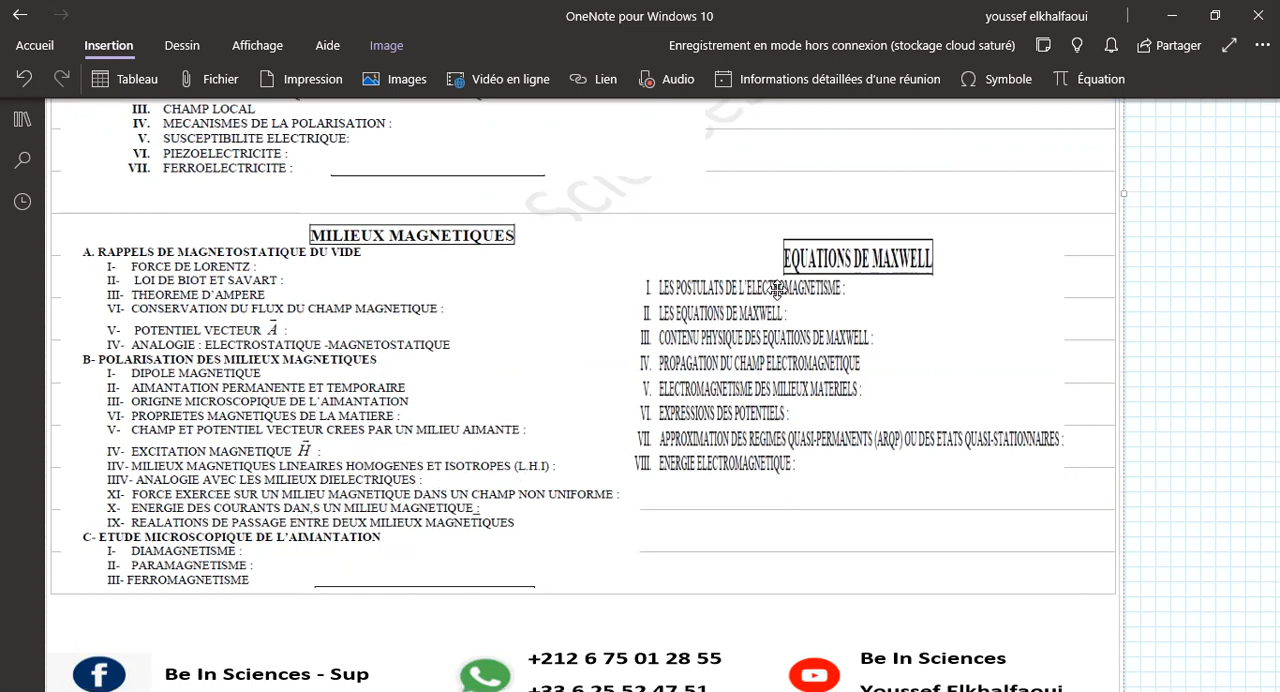 OneNote pour Windows 10
youssef elkhalfaoui
Accueil Insertion Dessin Affichage Aide Image
Enregistrement en mode hors connexion (stockage cloud saturé)
Partager
Tableau Fichier Impression Images Vidéo en ligne Lien Audio Informations détaillées d'une réunion Symbole Équation
III. CHAMP LOCAL
IV. MECANISMES DE LA POLARISATION :
V. SUSCEPTIBILITE ELECTRIQUE:
VI. PIEZOELECTRICITE :
VII. FERROELECTRICITE :
MILIEUX MAGNETIQUES
A. RAPPELS DE MAGNETOSTATIQUE DU VIDE
I- FORCE DE LORENTZ :
II- LOI DE BIOT ET SAVART :
III- THEOREME D'AMPERE
VI- CONSERVATION DU FLUX DU CHAMP MAGNETIQUE :
V- POTENTIEL VECTEUR A⃗ :
IV- ANALOGIE : ELECTROSTATIQUE -MAGNETOSTATIQUE
B- POLARISATION DES MILIEUX MAGNETIQUES
I- DIPOLE MAGNETIQUE
II- AIMANTATION PERMANENTE ET TEMPORAIRE
III- ORIGINE MICROSCOPIQUE DE L'AIMANTATION
VI- PROPRIETES MAGNETIQUES DE LA MATIERE :
V- CHAMP ET POTENTIEL VECTEUR CREES PAR UN MILIEU AIMANTE :
IV- EXCITATION MAGNETIQUE H⃗ :
IIV- MILIEUX MAGNETIQUES LINEAIRES HOMOGENES ET ISOTROPES (L.H.I) :
IIIV- ANALOGIE AVEC LES MILIEUX DIELECTRIQUES :
XI- FORCE EXERCEE SUR UN MILIEU MAGNETIQUE DANS UN CHAMP NON UNIFORME :
X- ENERGIE DES COURANTS DAN,S UN MILIEU MAGNETIQUE :
IX- REALATIONS DE PASSAGE ENTRE DEUX MILIEUX MAGNETIQUES
C- ETUDE MICROSCOPIQUE DE L'AIMANTATION
I- DIAMAGNETISME :
II- PARAMAGNETISME :
III- FERROMAGNETISME
EQUATIONS DE MAXWELL
I. LES POSTULATS DE L'ELECTROMAGNETISME :
II. LES EQUATIONS DE MAXWELL :
III. CONTENU PHYSIQUE DES EQUATIONS DE MAXWELL :
IV. PROPAGATION DU CHAMP ELECTROMAGNETIQUE
V. ELECTROMAGNETISME DES MILIEUX MATERIELS :
VI. EXPRESSIONS DES POTENTIELS :
VII. APPROXIMATION DES REGIMES QUASI-PERMANENTS (ARQP) OU DES ETATS QUASI-STATIONNAIRES :
VIII. ENERGIE ELECTROMAGNETIQUE :
Be In Sciences - Sup
+212 6 75 01 28 55
+33 6 25 52 47 51
Be In Sciences
Youssef Elkhalfaoui